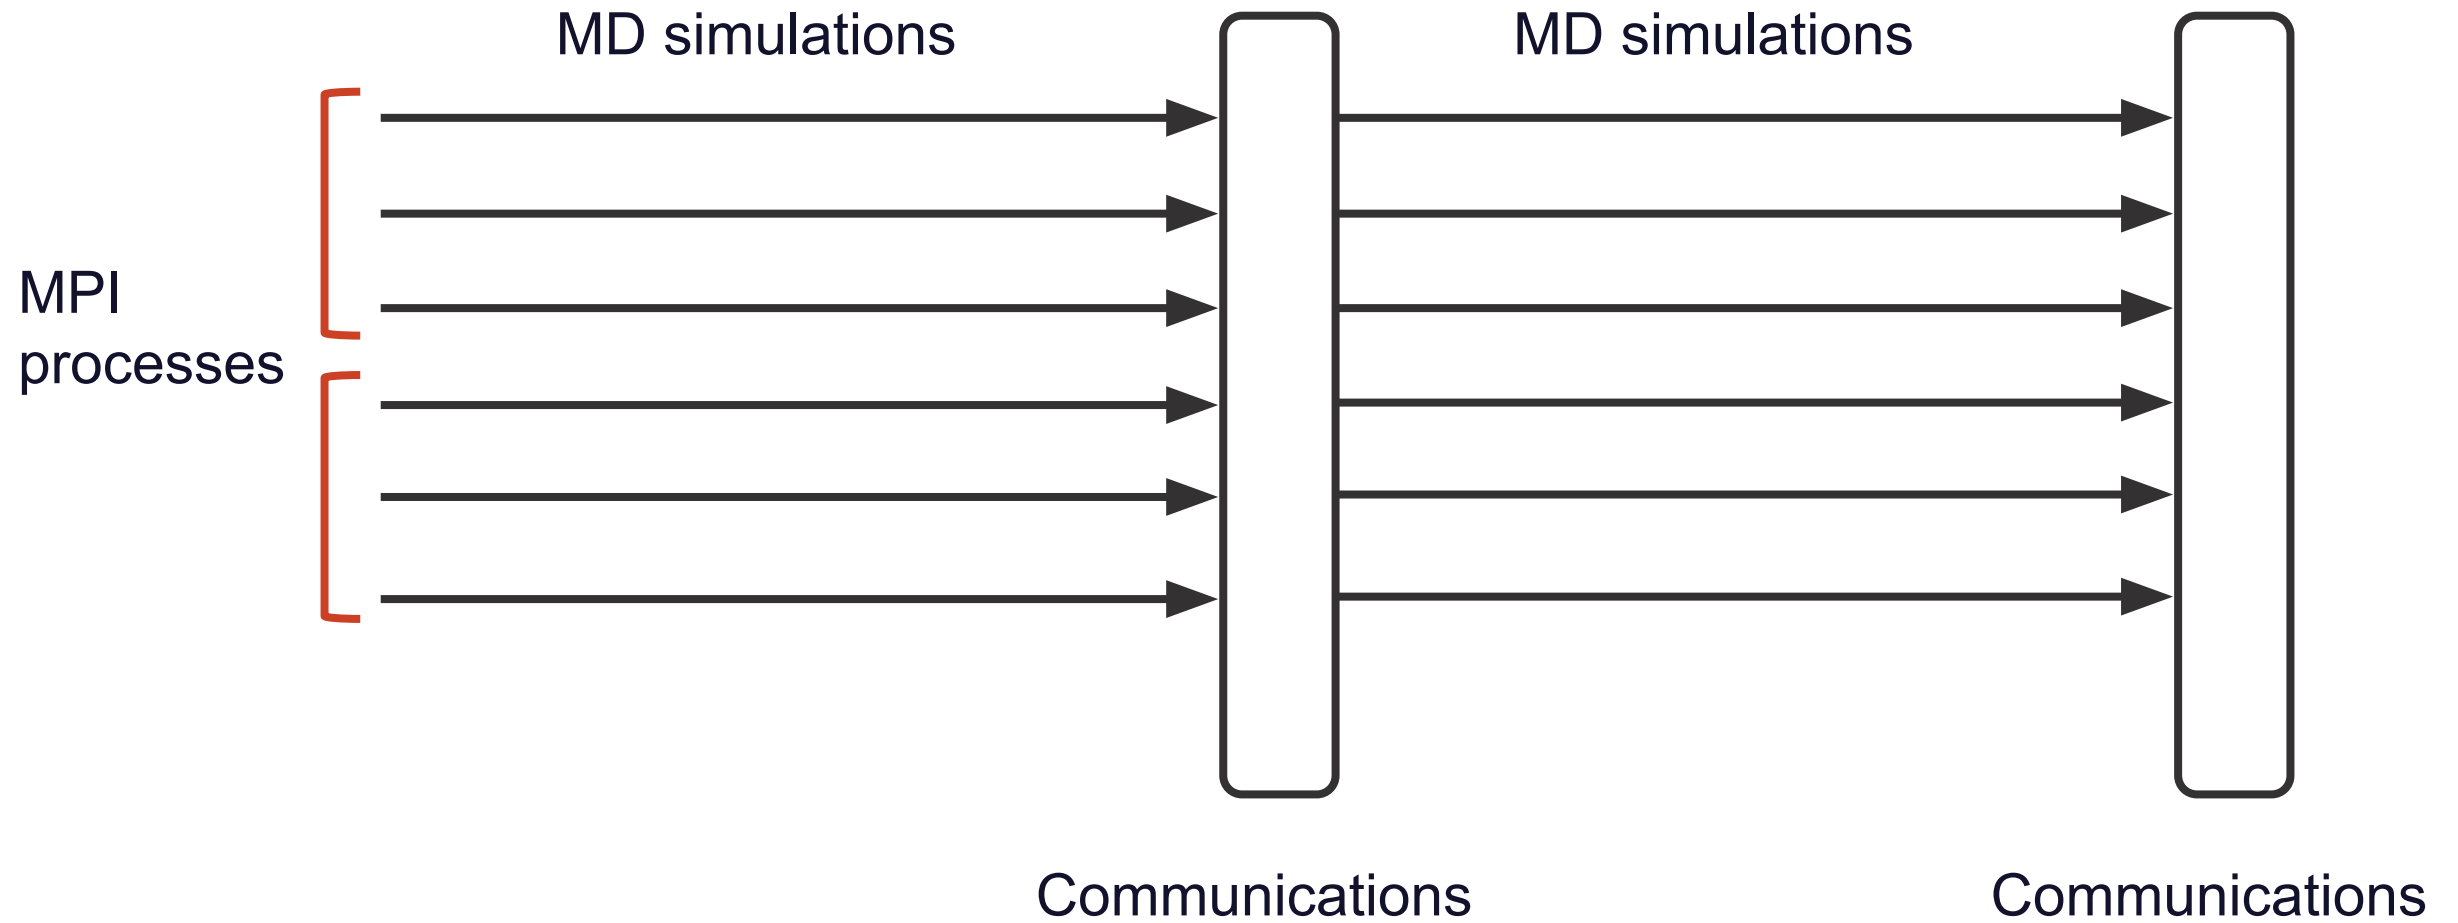 MD simulations
MD simulations
MPI
processes
Communications
Communications